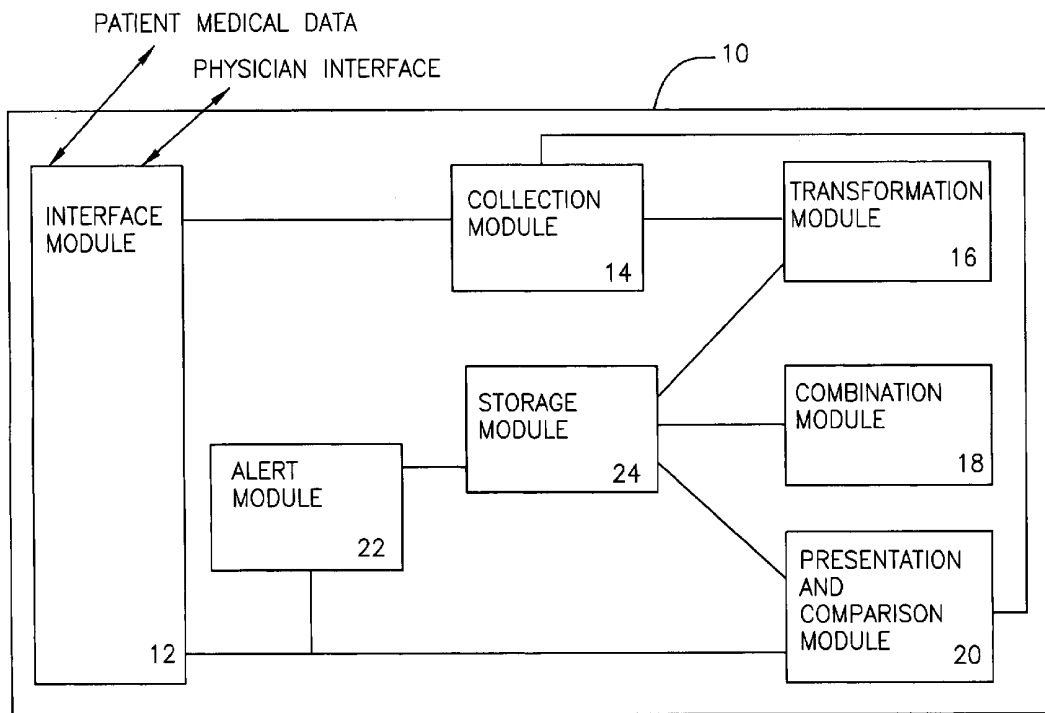 PATIENT MEDICAL DATA
PHYSICIAN INTERFACE
10
INTERFACE
MODULE
12
COLLECTION
MODULE
14
TRANSFORMATION
MODULE
16
STORAGE
MODULE
24
COMBINATION
MODULE
18
ALERT
MODULE
22
PRESENTATION
AND
COMPARISON
MODULE
20